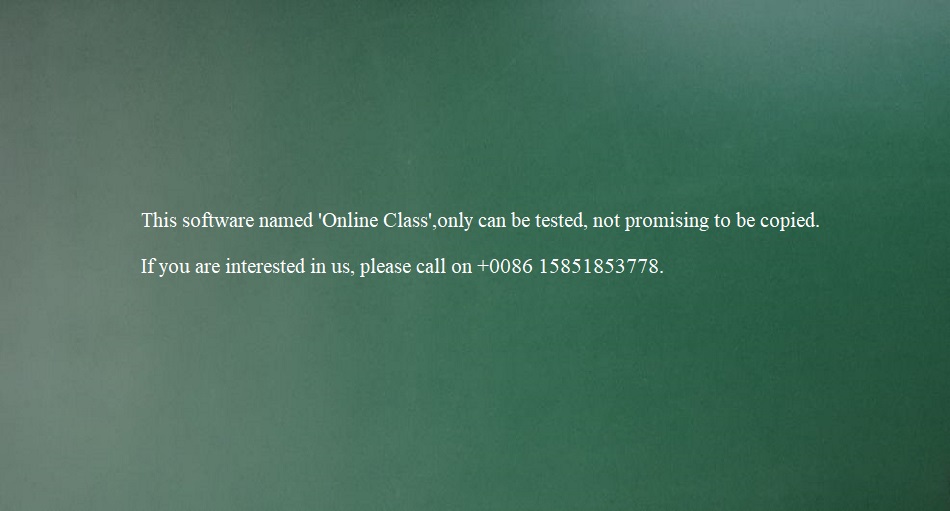 This software named 'Online Class',only can be tested, not promising to be copied.
If you are interested in us, please call on +0086 15851853778.